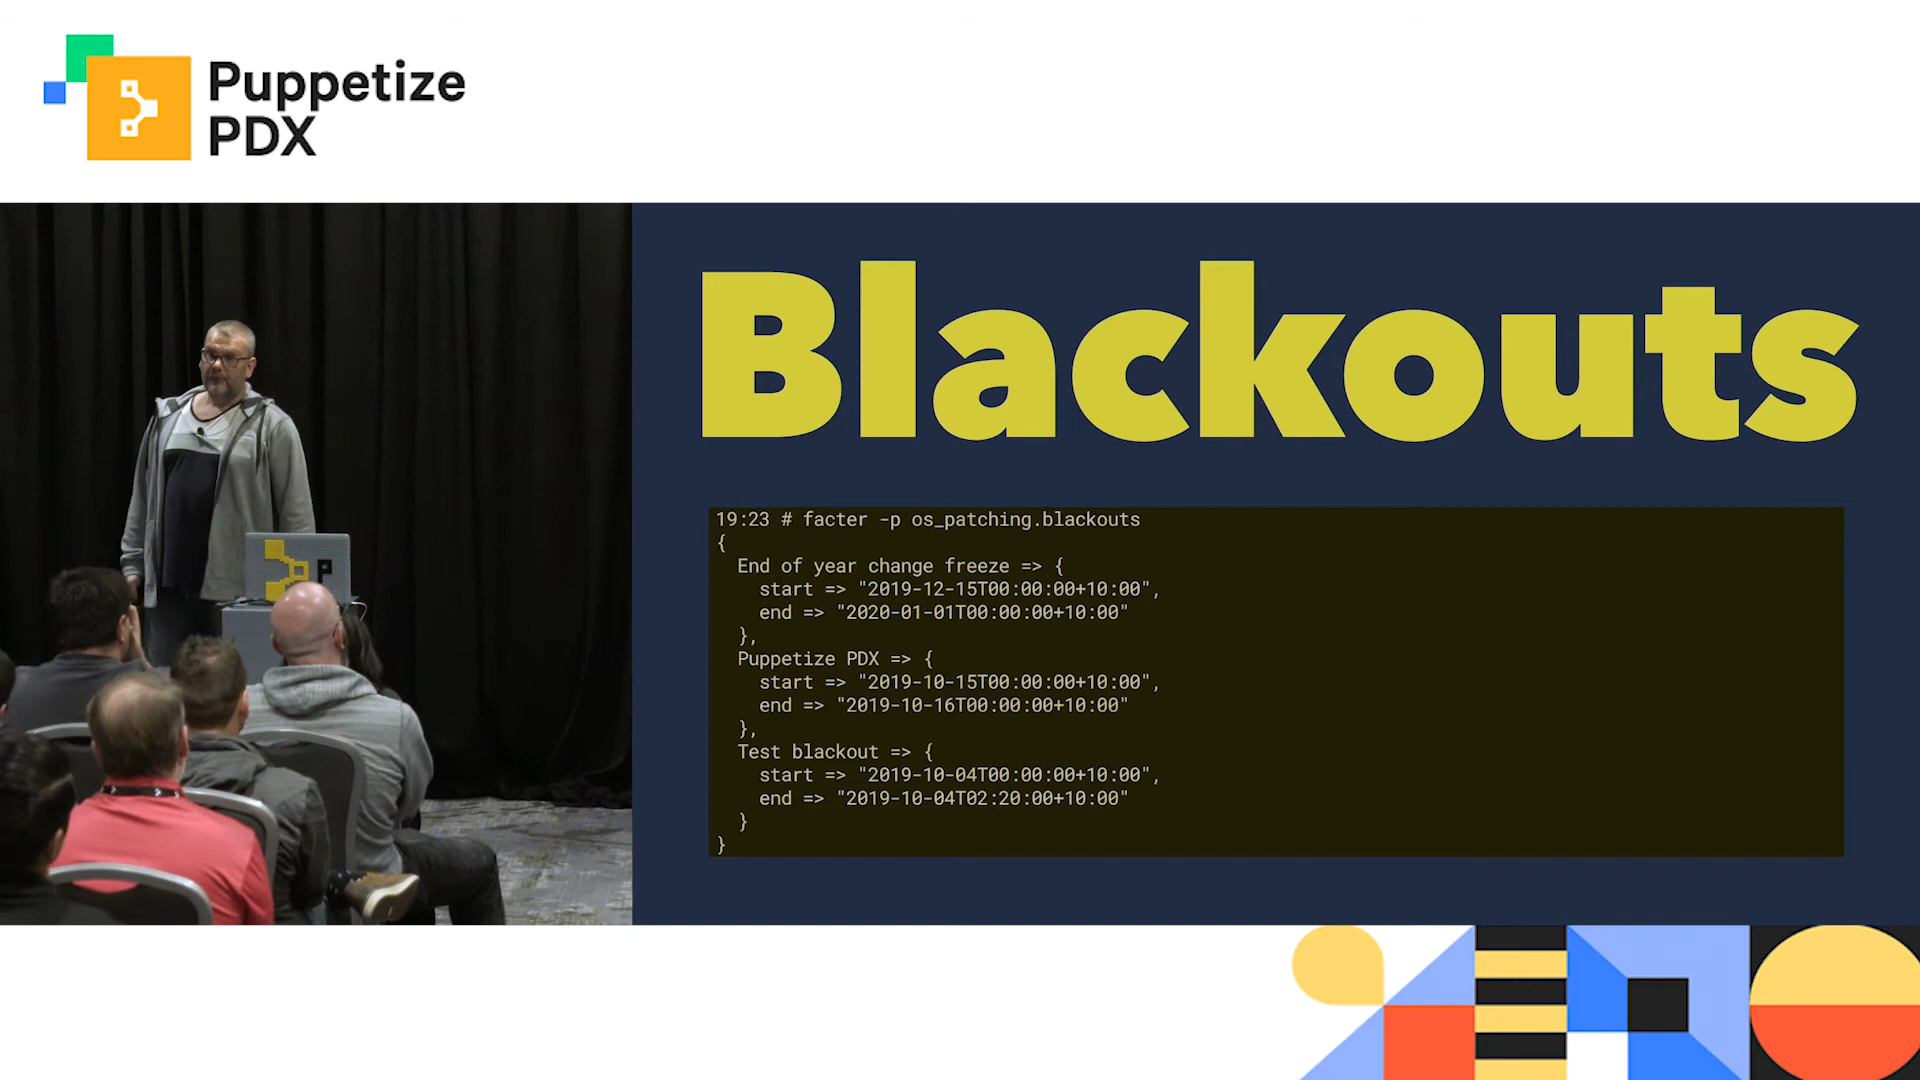 Puppetize
PDX
Blackouts
19:23 # facter -p os_patching.blackouts
{
  End of year change freeze => {
    start => "2019-12-15T00:00:00+10:00",
    end => "2020-01-01T00:00:00+10:00"
  },
  Puppetize PDX => {
    start => "2019-10-15T00:00:00+10:00",
    end => "2019-10-16T00:00:00+10:00"
  },
  Test blackout => {
    start => "2019-10-04T00:00:00+10:00",
    end => "2019-10-04T02:20:00+10:00"
  }
}
P